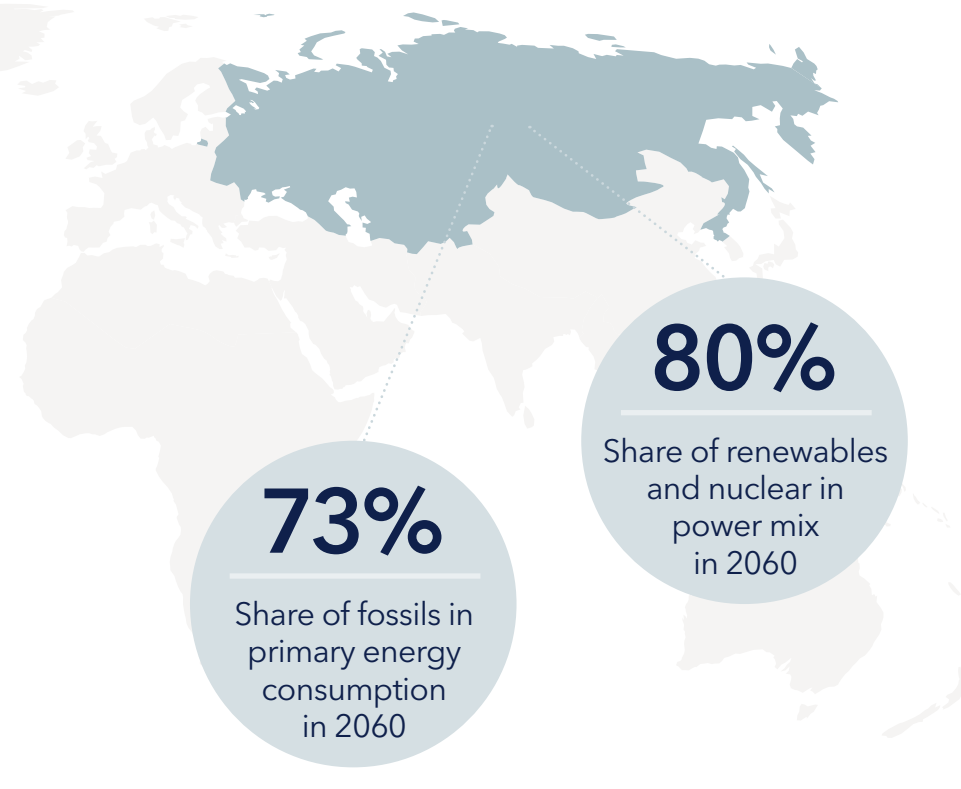 80%
Share of renewables
and nuclear in
power mix
in 2060
73%
Share of fossils in
primary energy
consumption
in 2060